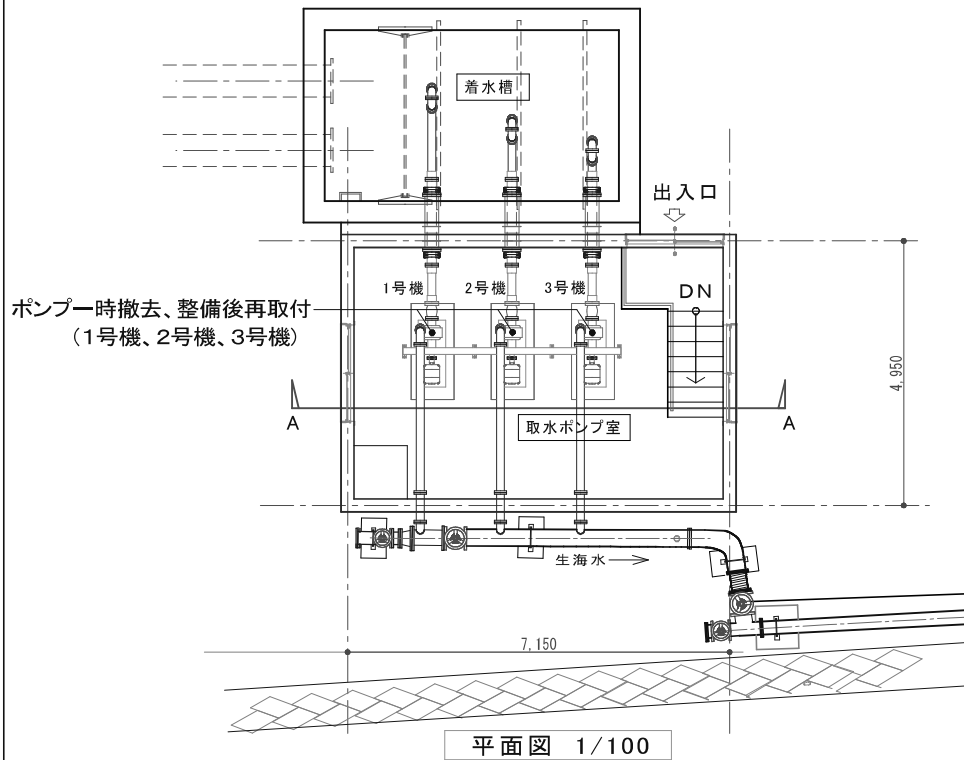 着水槽
出入口
1号機
2号機
3号機
DN
ポンプ一時撤去、整備後再取付
(1号機、2号機、3号機)
4,950
A
A
取水ポンプ室
生海水
7,150
平面図 1/100